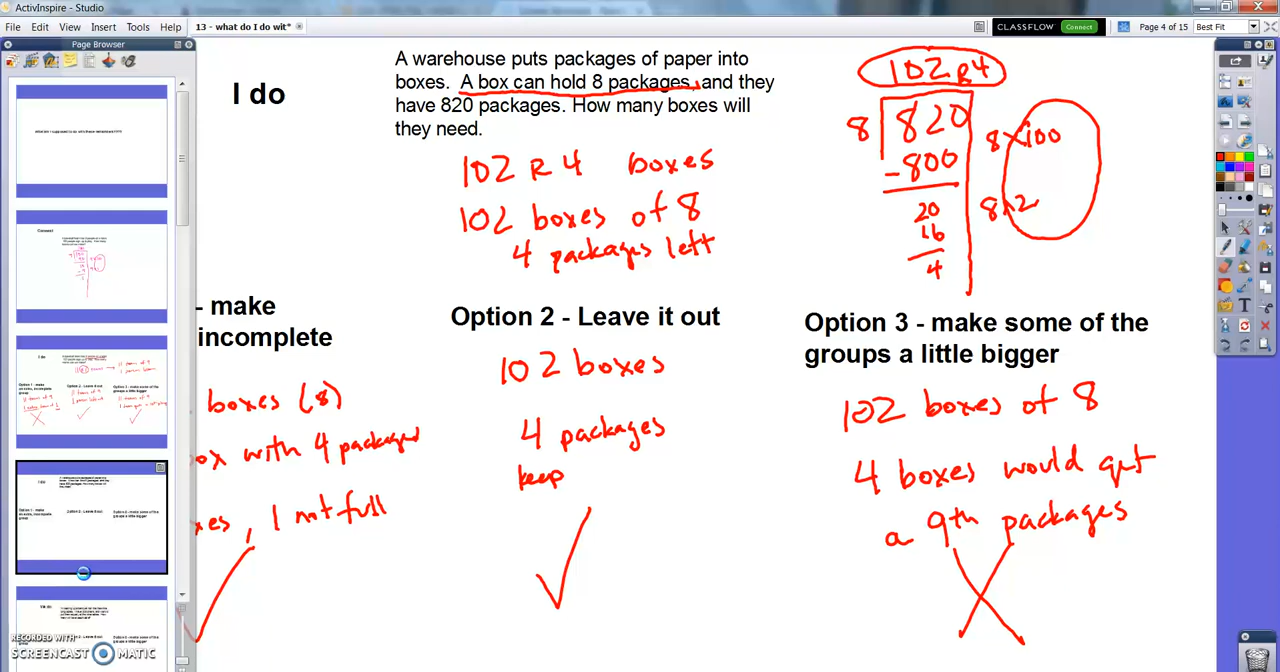 ActivInspire - Studio
File Edit View Insert Tools Help
13 - what do I do wit*
CLASSFLOW Connect
Page 4 of 15
Best Fit
Page Browser
I do
A warehouse puts packages of paper into
boxes. A box can hold 8 packages, and they
have 820 packages. How many boxes will
they need.
102 R 4 boxes
102 boxes of 8
4 packages left
102 R4
8 820
-800 8×100
20
16 8×2
4
- make
incomplete
boxes (8)
box with 4 packages
xes, 1 not full
Option 2 - Leave it out
102 boxes
4 packages
keep
Option 3 - make some of the
groups a little bigger
102 boxes of 8
4 boxes would get
a 9th packages
RECORDED WITH
SCREENCAST MATIC